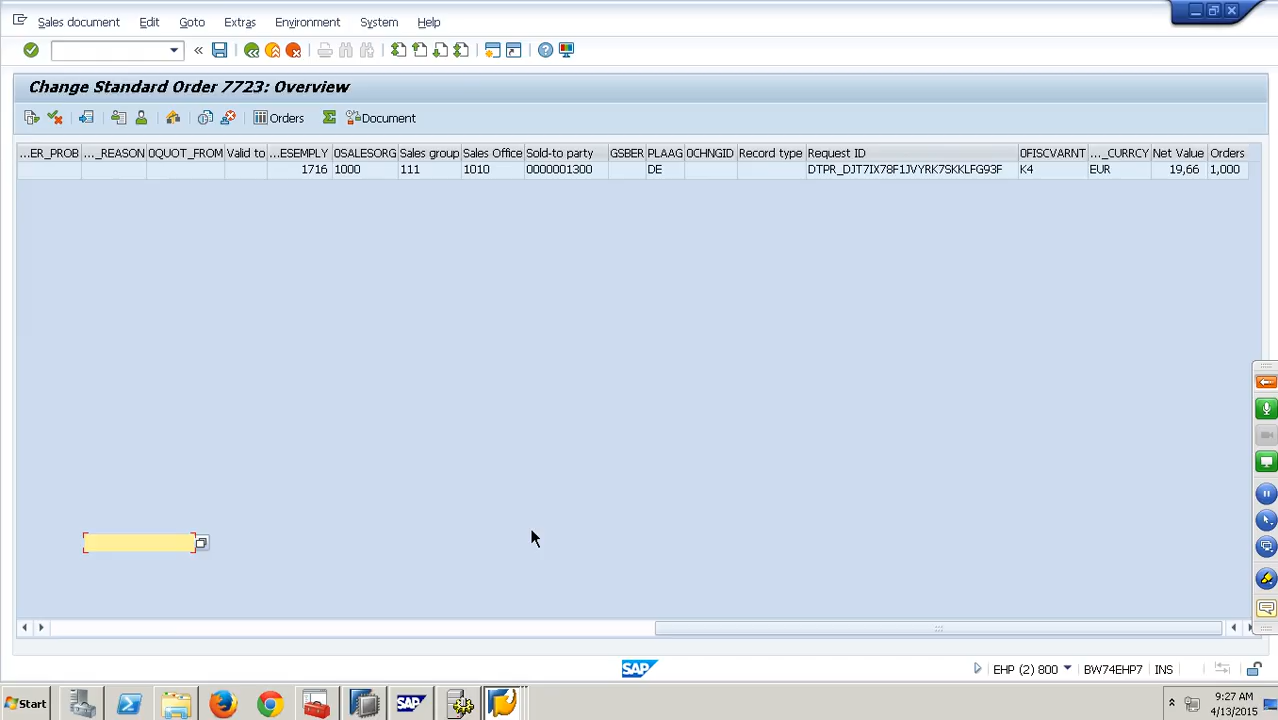 Sales document Edit Goto Extras Environment System Help
Change Standard Order 7723: Overview
Orders Document
...ER_PROB ..._REASON 0QUOT_FROM Valid to ...ESEMPLY 0SALESORG Sales group Sales Office Sold-to party GSBER PLAAG 0CHNGID Record type Request ID 0FISCVARNT ..._CURRCY Net Value Orders
1716 1000 111 1010 0000001300 DE DTPR_DJT7IX78F1JVYRK7SKKLFG93F K4 EUR 19,66 1,000
SAP
EHP (2) 800 BW74EHP7 INS
Start SAP 9:27 AM
4/13/2015